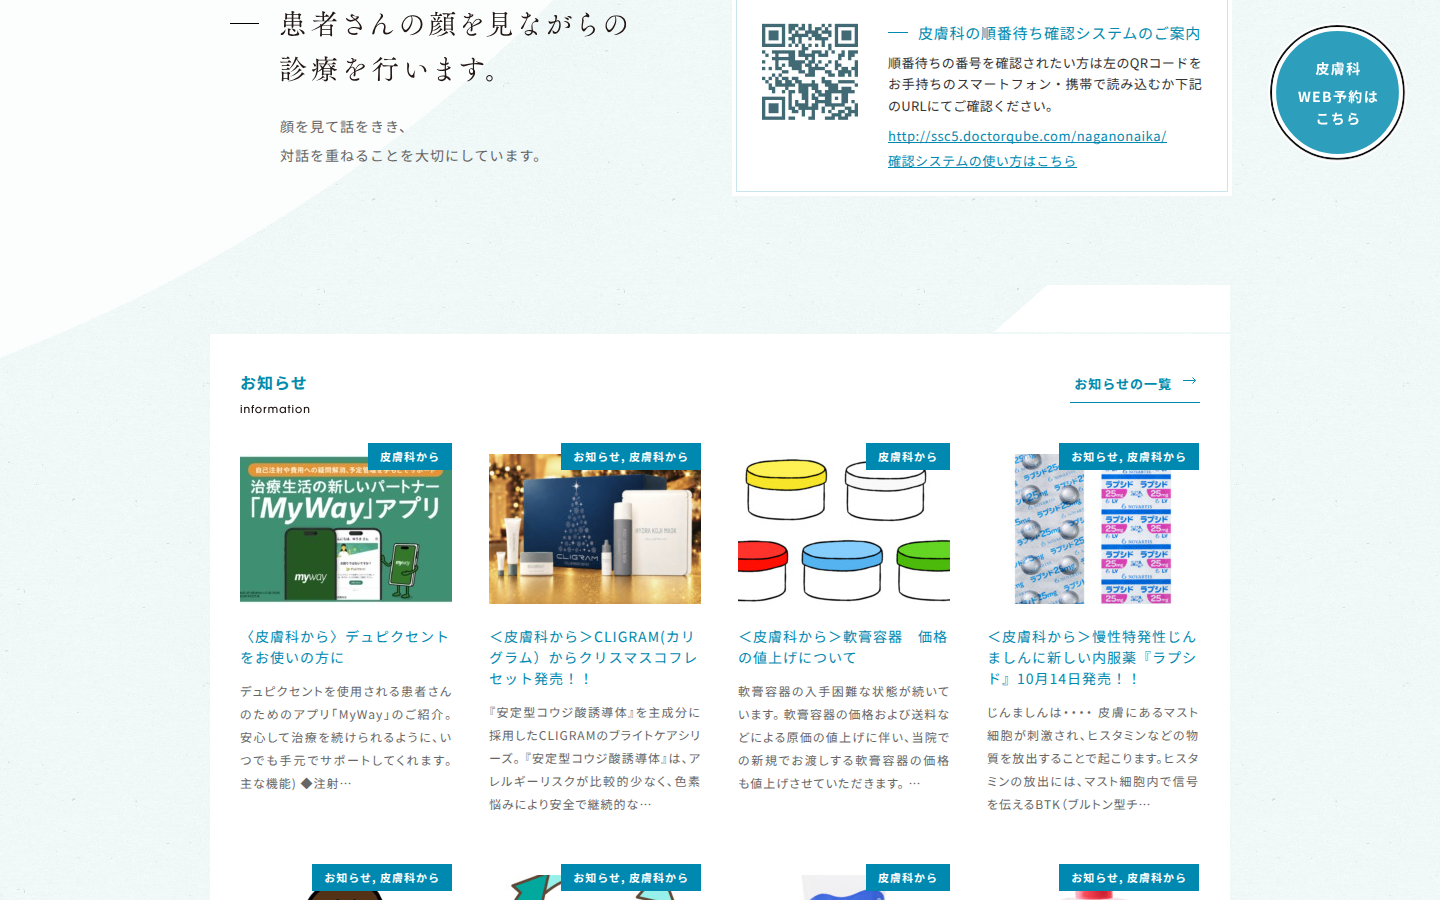 患者さんの顔を見ながらの
診療を行います。
顔を見て話をきき、
対話を重ねることを大切にしています。
皮膚科の順番待ち確認システムのご案内
順番待ちの番号を確認されたい方は左のQRコードを
お手持ちのスマートフォン・携帯で読み込むか下記
のURLにてご確認ください。
http://ssc5.doctorqube.com/naganonaika/
確認システムの使い方はこちら
皮膚科
WEB予約は
こちら
お知らせ
information
お知らせの一覧
皮膚科から
治療生活の新しいパートナー
「MyWay」アプリ
myway
〈皮膚科から〉デュピクセント
をお使いの方に
デュピクセントを使用される患者さん
のためのアプリ「MyWay」のご紹介。
安心して治療を続けられるように、い
つでも手元でサポートしてくれます。
主な機能) ◆注射…
お知らせ, 皮膚科から
CLIGRAM
HYDRA KOJI MASK
＜皮膚科から＞CLIGRAM(カリ
グラム）からクリスマスコフレ
セット発売！！
『安定型コウジ酸誘導体』を主成分に
採用したCLIGRAMのブライトケアシリ
ーズ。『安定型コウジ酸誘導体』は、ア
レルギーリスクが比較的少なく、色素
悩みにより安全で継続的な…
皮膚科から
＜皮膚科から＞軟膏容器　価格
の値上げについて
軟膏容器の入手困難な状態が続いて
います。 軟膏容器の価格および送料な
どによる原価の値上げに伴い、当院で
の新規でお渡しする軟膏容器の価格
も値上げさせていただきます。 …
お知らせ, 皮膚科から
ラプシド ラプシド
25mg 25mg
NOVARTIS
＜皮膚科から＞慢性特発性じん
ましんに新しい内服薬『ラプシ
ド』10月14日発売！！
じんましんは・・・・ 皮膚にあるマスト
細胞が刺激され、ヒスタミンなどの物
質を放出することで起こります。ヒスタ
ミンの放出には、マスト細胞内で信号
を伝えるBTK（ブルトン型チ…
お知らせ, 皮膚科から
お知らせ, 皮膚科から
皮膚科から
お知らせ, 皮膚科から